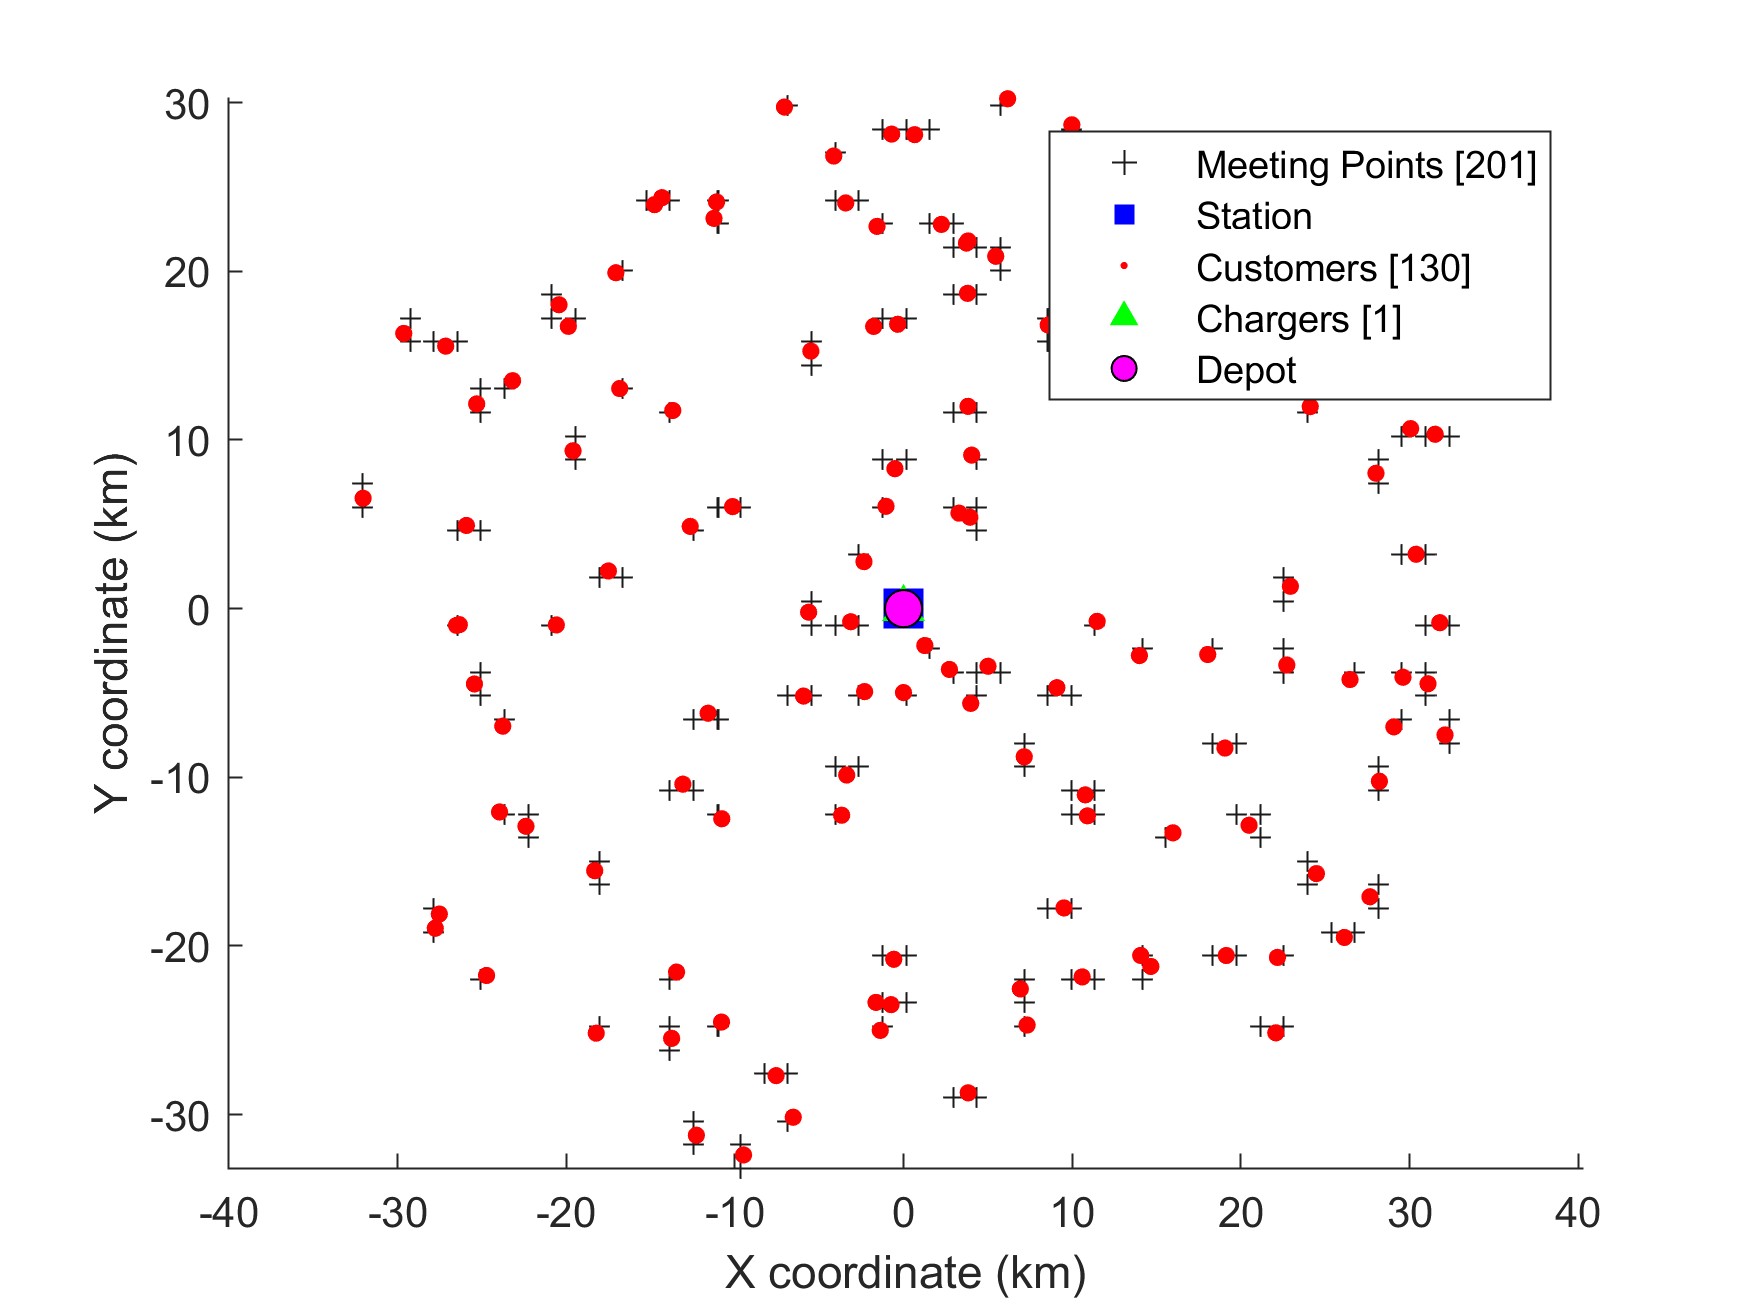 30
20
10
0
-10
-20
-30
Y coordinate (km)
Meeting Points [201]
Station
Customers [130]
Chargers [1]
Depot
-40 -30 -20 -10 0 10 20 30 40
X coordinate (km)